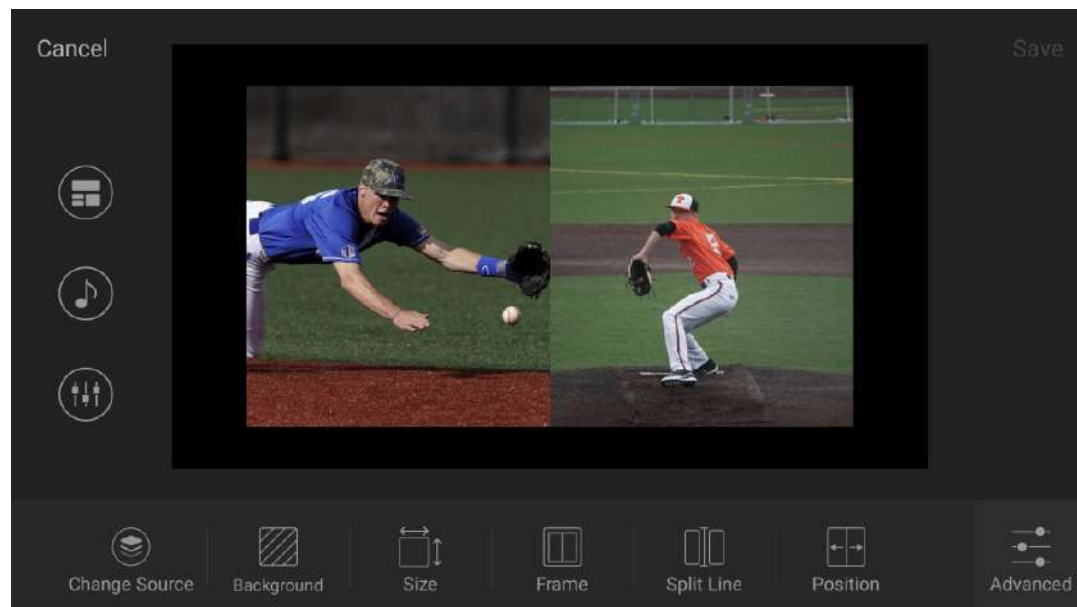 Cancel
Save
Change Source
Background
Size
Frame
Split Line
Position
Advanced